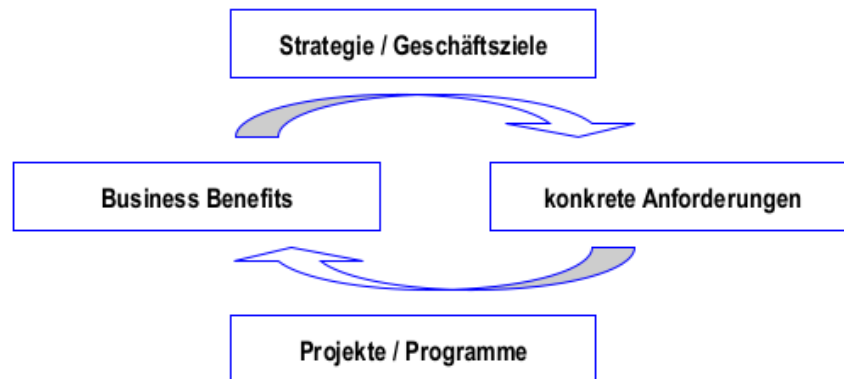 Strategie / Geschäftsziele
Business Benefits
konkrete Anforderungen
Projekte / Programme